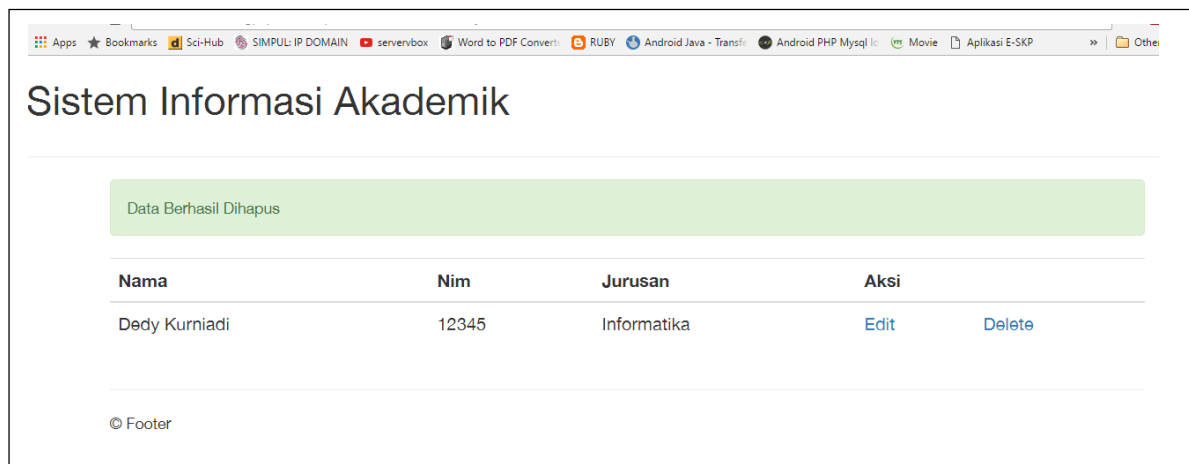 Apps Bookmarks Sci-Hub SIMPUL: IP DOMAIN servervbox Word to PDF Convert RUBY Android Java - Transfe Android PHP Mysql lo Movie Aplikasi E-SKP » Other
Sistem Informasi Akademik
Data Berhasil Dihapus
Nama Nim Jurusan Aksi
Dedy Kurniadi 12345 Informatika Edit Delete
© Footer